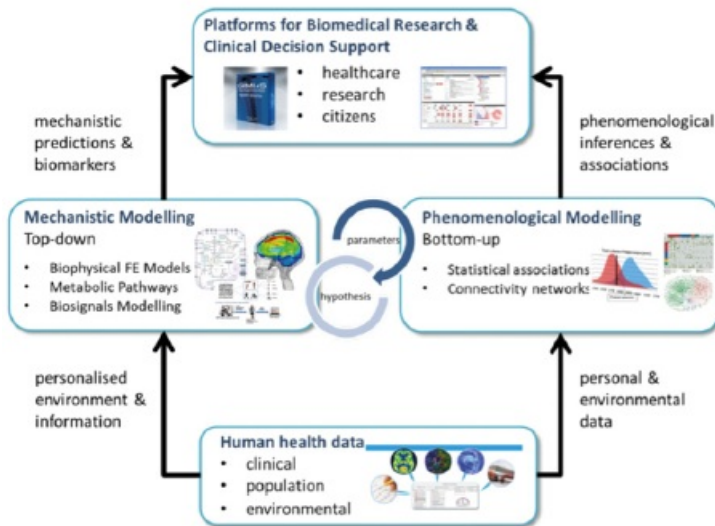 Platforms for Biomedical Research &
Clinical Decision Support
• healthcare
• research
• citizens
mechanistic
predictions &
biomarkers
phenomenological
inferences &
associations
Mechanistic Modelling
Top-down
• Biophysical FE Models
• Metabolic Pathways
• Biosignals Modelling
parameters
hypothesis
Phenomenological Modelling
Bottom-up
• Statistical associations
• Connectivity networks
personalised
environment &
information
personal &
environmental
data
Human health data
• clinical
• population
• environmental